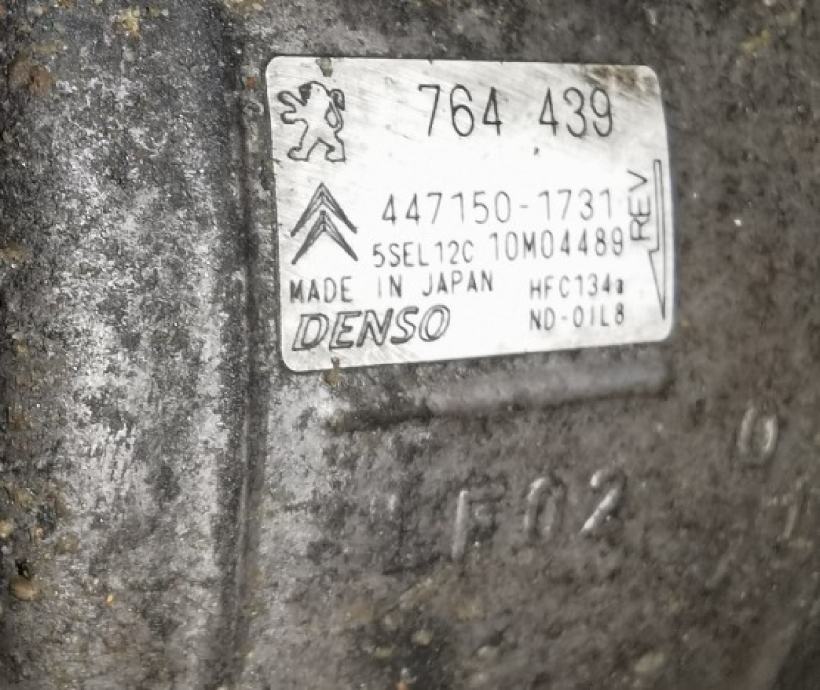 764 439
447150-1731
REV
5SEL12C 10M04489
MADE IN JAPAN HFC134a
DENSO ND-OIL8
F02